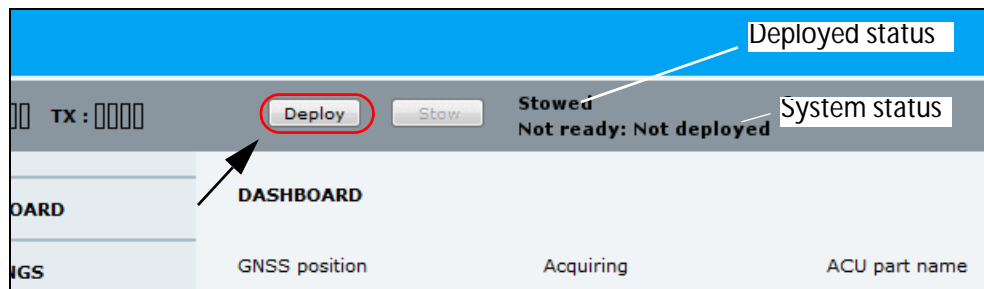 Deployed status
TX :
Deploy
Stow
Stowed
Not ready: Not deployed
System status
OARD
DASHBOARD
NGS
GNSS position
Acquiring
ACU part name